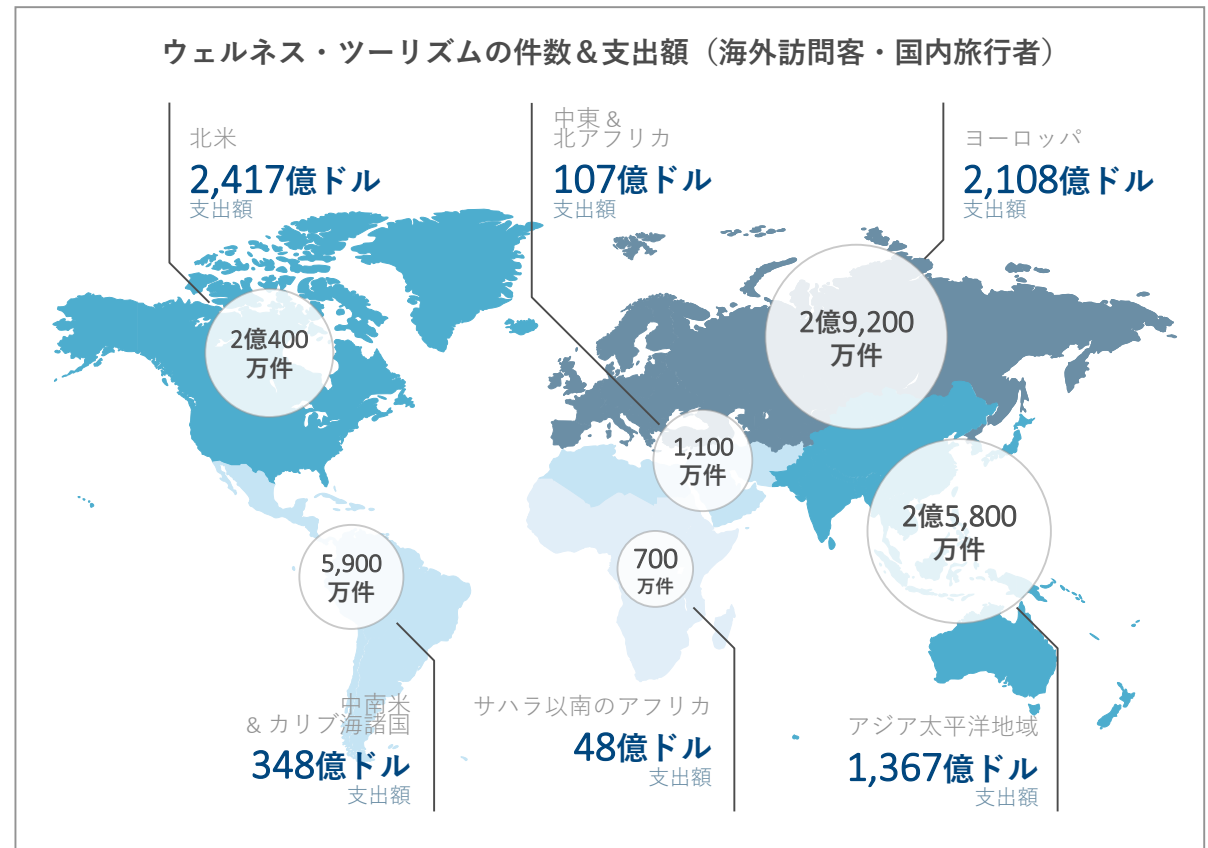 ウェルネス・ツーリズムの件数＆支出額（海外訪問客・国内旅行者）
北米
2,417億ドル
支出額
中東＆
北アフリカ
107億ドル
支出額
ヨーロッパ
2,108億ドル
支出額
2億400
万件
2億9,200
万件
1,100
万件
2億5,800
万件
5,900
万件
700
万件
中南米
＆カリブ海諸国
348億ドル
支出額
サハラ以南のアフリカ
48億ドル
支出額
アジア太平洋地域
1,367億ドル
支出額